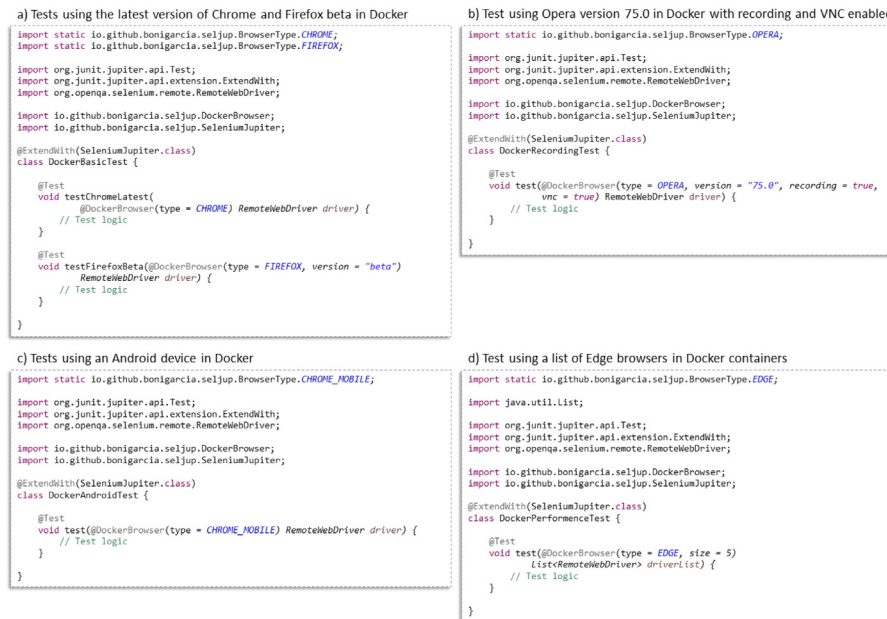 a) Tests using the latest version of Chrome and Firefox beta in Docker
import static io.github.bonigarcia.seljup.BrowserType.CHROME;
import static io.github.bonigarcia.seljup.BrowserType.FIREFOX;
import org.junit.jupiter.api.Test;
import org.junit.jupiter.api.extension.ExtendWith;
import org.openqa.selenium.remote.RemoteWebDriver;
import io.github.bonigarcia.seljup.DockerBrowser;
import io.github.bonigarcia.seljup.SeleniumJupiter;
@ExtendWith(SeleniumJupiter.class)
class DockerBasicTest {
@Test
void testChromeLatest(
@DockerBrowser(type = CHROME) RemoteWebDriver driver) {
// Test logic
}
@Test
void testFirefoxBeta(@DockerBrowser(type = FIREFOX, version = "beta")
RemoteWebDriver driver) {
// Test logic
}
}
b) Test using Opera version 75.0 in Docker with recording and VNC enabled
import static io.github.bonigarcia.seljup.BrowserType.OPERA;
import org.junit.jupiter.api.Test;
import org.junit.jupiter.api.extension.ExtendWith;
import org.openqa.selenium.remote.RemoteWebDriver;
import io.github.bonigarcia.seljup.DockerBrowser;
import io.github.bonigarcia.seljup.SeleniumJupiter;
@ExtendWith(SeleniumJupiter.class)
class DockerRecordingTest {
@Test
void test(@DockerBrowser(type = OPERA, version = "75.0", recording = true,
vnc = true) RemoteWebDriver driver) {
// Test logic
}
}
c) Tests using an Android device in Docker
import static io.github.bonigarcia.seljup.BrowserType.CHROME_MOBILE;
import org.junit.jupiter.api.Test;
import org.junit.jupiter.api.extension.ExtendWith;
import org.openqa.selenium.remote.RemoteWebDriver;
import io.github.bonigarcia.seljup.DockerBrowser;
import io.github.bonigarcia.seljup.SeleniumJupiter;
@ExtendWith(SeleniumJupiter.class)
class DockerAndroidTest {
@Test
void test(@DockerBrowser(type = CHROME_MOBILE) RemoteWebDriver driver) {
// Test logic
}
}
d) Test using a list of Edge browsers in Docker containers
import static io.github.bonigarcia.seljup.BrowserType.EDGE;
import java.util.List;
import org.junit.jupiter.api.Test;
import org.junit.jupiter.api.extension.ExtendWith;
import org.openqa.selenium.remote.RemoteWebDriver;
import io.github.bonigarcia.seljup.DockerBrowser;
import io.github.bonigarcia.seljup.SeleniumJupiter;
@ExtendWith(SeleniumJupiter.class)
class DockerPerformenceTest {
@Test
void test(@DockerBrowser(type = EDGE, size = 5)
List<RemoteWebDriver> driverList) {
// Test logic
}
}